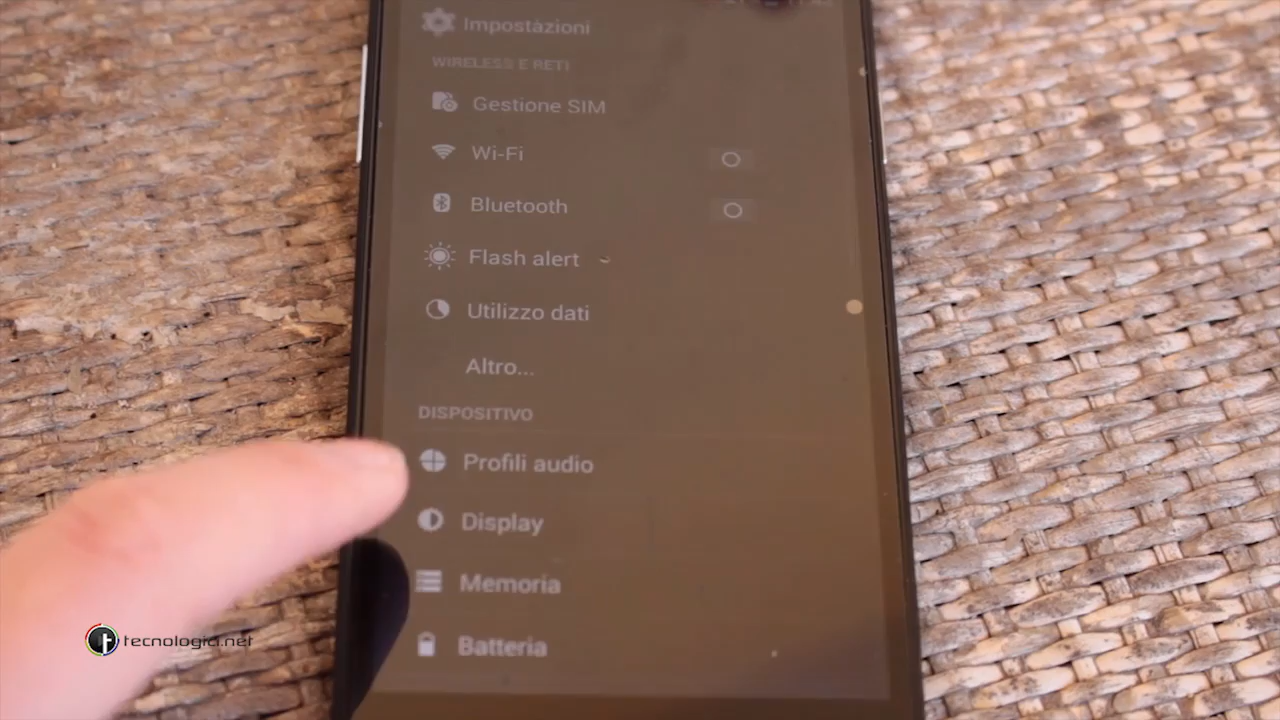 Impostazioni
WIRELESS E RETI
Gestione SIM
Wi-Fi
Bluetooth
Flash alert
Utilizzo dati
Altro...
DISPOSITIVO
Profili audio
Display
Memoria
Batteria
tecnologici.net